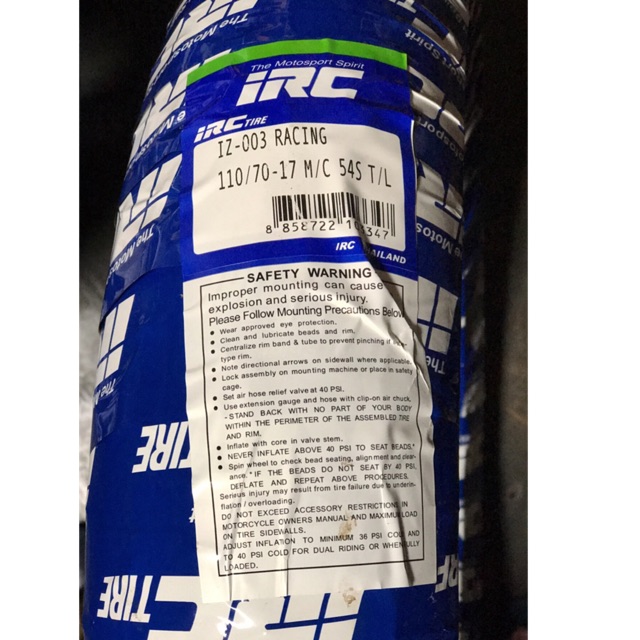 The Motosport Spirit
IRC
IRC TIRE
IZ-003 RACING
110/70-17 M/C 54S T/L
IRC
SAFETY WARNING
Improper mounting can cause
explosion and serious injury.
Please Follow Mounting Precautions Below
• Wear approved eye protection.
• Clean and lubricate beads and rim.
• Centralize rim band & tube to prevent pinching if
type rim.
• Note directional arrows on sidewall where applicable.
• Lock assembly on mounting machine or place in safety
cage.
• Set air hose relief valve at 40 PSI.
• Use extension gauge and hose with clip-on air chuck.
- STAND BACK WITH NO PART OF YOUR BODY
WITHIN THE PERIMETER OF THE ASSEMBLED TIRE
AND RIM.
• Inflate with core in valve stem.
• NEVER INFLATE ABOVE 40 PSI TO SEAT BEADS.*
• Spin wheel to check bead seating, alignment and clear-
ance. * IF THE BEADS DO NOT SEAT BY 40 PSI,
DEFLATE AND REPEAT ABOVE PROCEDURES.
Serious injury may result from tire failure due to underin-
flation / overloading.
DO NOT EXCEED ACCESSORY RESTRICTIONS IN
MOTORCYCLE OWNERS MANUAL AND MAXIMUM LOAD
ON TIRE SIDEWALLS.
ADJUST INFLATION TO MINIMUM 36 PSI COLD AND
TO 40 PSI COLD FOR DUAL RIDING OR WHEN FULLY
LOADED.
TIRE
TIRE